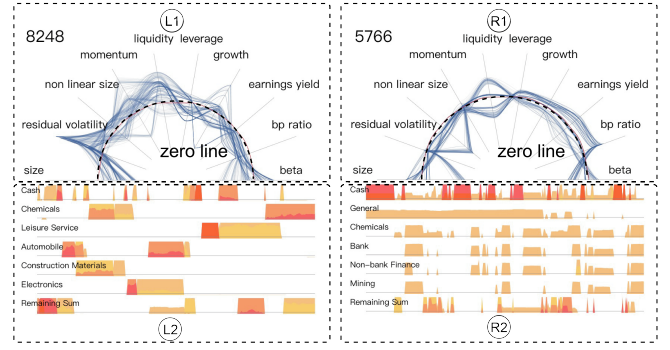 L1
8248
liquidity leverage
momentum
growth
non linear size
earnings yield
residual volatility
bp ratio
zero line
size
beta
Cash
Chemicals
Leisure Service
Automobile
Construction Materials
Electronics
Remaining Sum
L2
R1
5766
liquidity leverage
momentum
growth
non linear size
earnings yield
residual volatility
bp ratio
zero line
size
beta
Cash
General
Chemicals
Bank
Non-bank Finance
Mining
Remaining Sum
R2